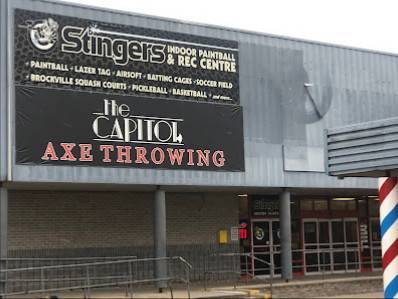 Stingers
INDOOR PAINTBALL
& REC CENTRE
• PAINTBALL • LAZER TAG • AIRSOFT • BATTING CAGES • SOCCER FIELD
• BROCKVILLE SQUASH COURTS • PICKLEBALL • BASKETBALL • and more...
the
CAPITOL
AXE THROWING
Stingers